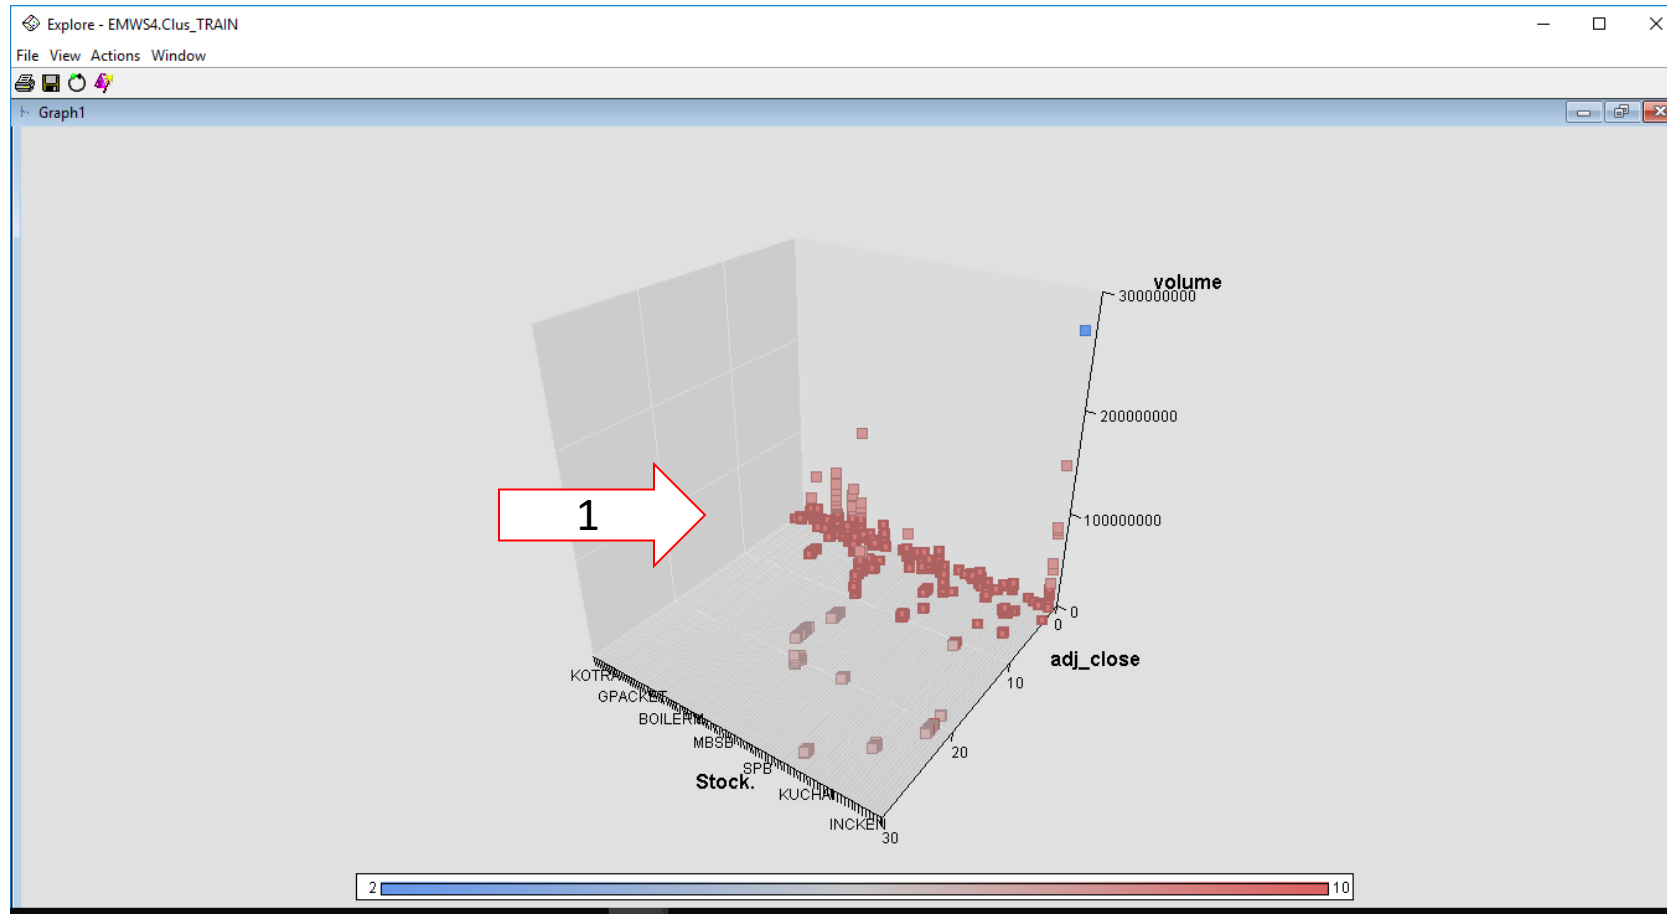 Explore - EMWS4.Clus_TRAIN
File View Actions Window
Graph1
volume
300000000
200000000
1
100000000
0
0
adj_close
10
KOTRA
GPACKET
BOILERM
MBSB
20
SPB
Stock.
KUCHAI
INCKEN
30
2
10